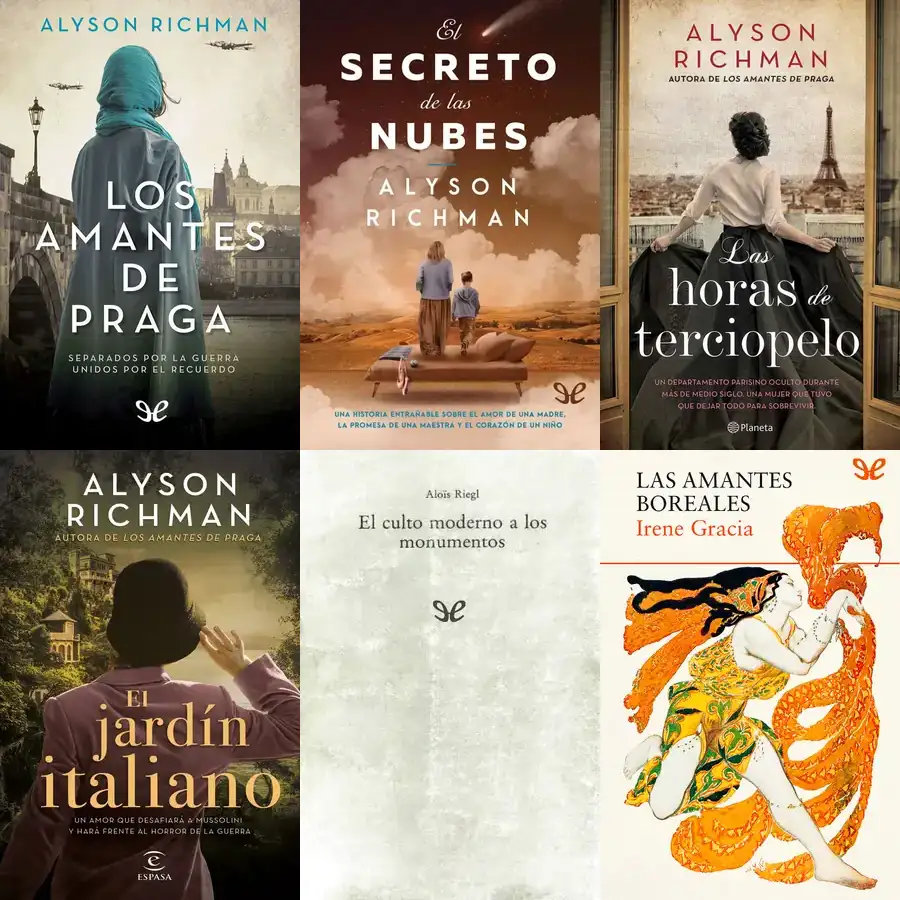 ALYSON RICHMAN
LOS
AMANTES
DE
PRAGA
SEPARADOS POR LA GUERRA
UNIDOS POR EL RECUERDO
El
SECRETO
de las
NUBES
ALYSON
RICHMAN
UNA HISTORIA ENTRAÑABLE SOBRE EL AMOR DE UNA MADRE,
LA PROMESA DE UNA MAESTRA Y EL CORAZÓN DE UN NIÑO
ALYSON
RICHMAN
AUTORA DE LOS AMANTES DE PRAGA
Las
horas de
terciopelo
UN DEPARTAMENTO PARISINO OCULTO DURANTE
MÁS DE MEDIO SIGLO. UNA MUJER QUE TUVO
QUE DEJAR TODO PARA SOBREVIVIR.
Planeta
ALYSON
RICHMAN
AUTORA DE LOS AMANTES DE PRAGA
El
jardín
italiano
UN AMOR QUE DESAFIARÁ A MUSSOLINI
Y HARÁ FRENTE AL HORROR DE LA GUERRA
e
ESPASA
Aloïs Riegl
El culto moderno a los
monumentos
LAS AMANTES
BOREALES
Irene Gracia